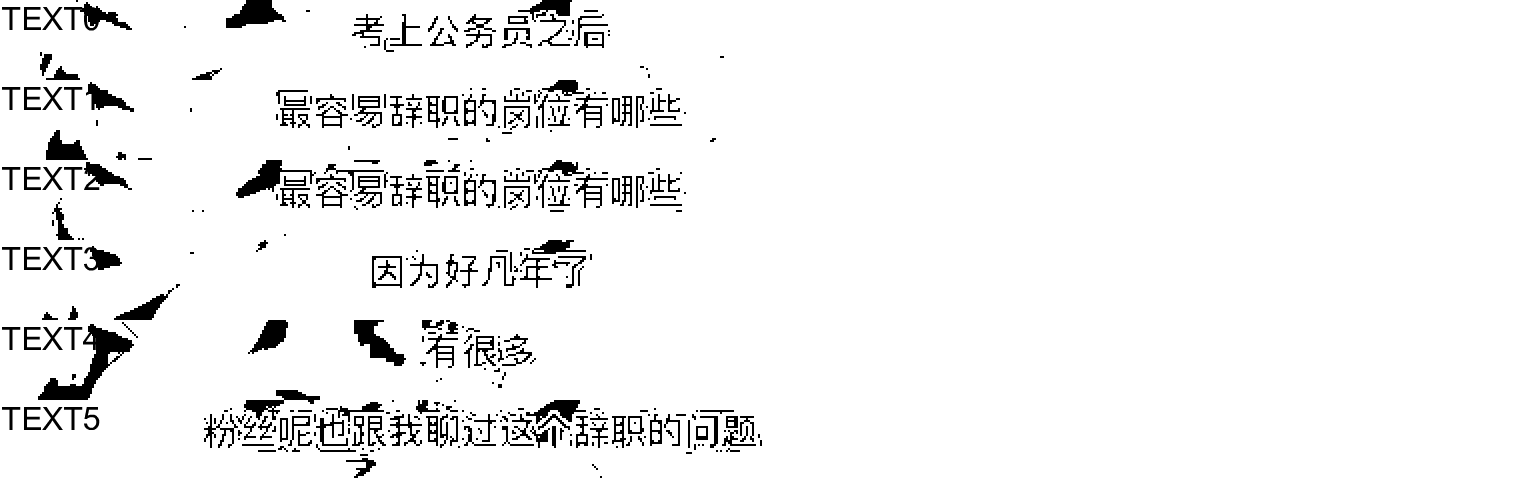 TEXT0 考上公务员之后
TEXT1 最容易辞职的岗位有哪些
TEXT2 最容易辞职的岗位有哪些
TEXT3 因为好几年了
TEXT4 有很多
TEXT5 粉丝呢也跟我聊过这个辞职的问题